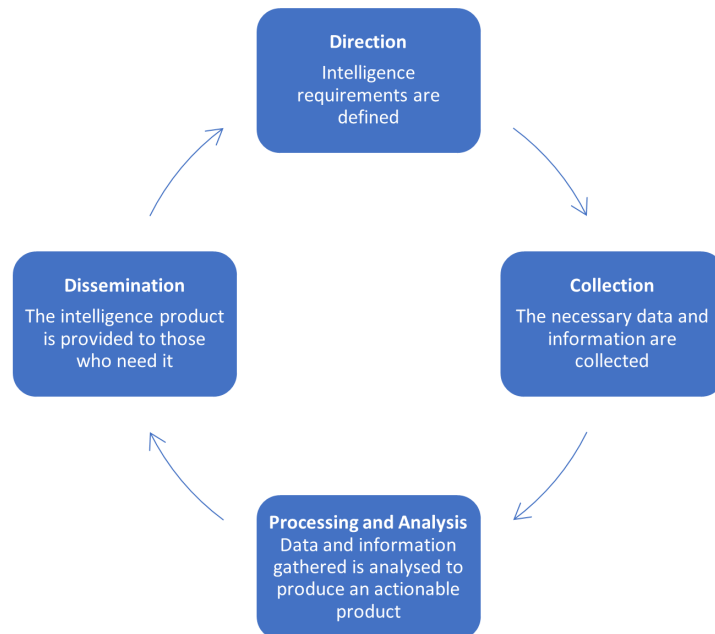 Direction
Intelligence
requirements are
defined
Dissemination
The intelligence product
is provided to those
who need it
Collection
The necessary data and
information are
collected
Processing and Analysis
Data and information
gathered is analysed to
produce an actionable
product